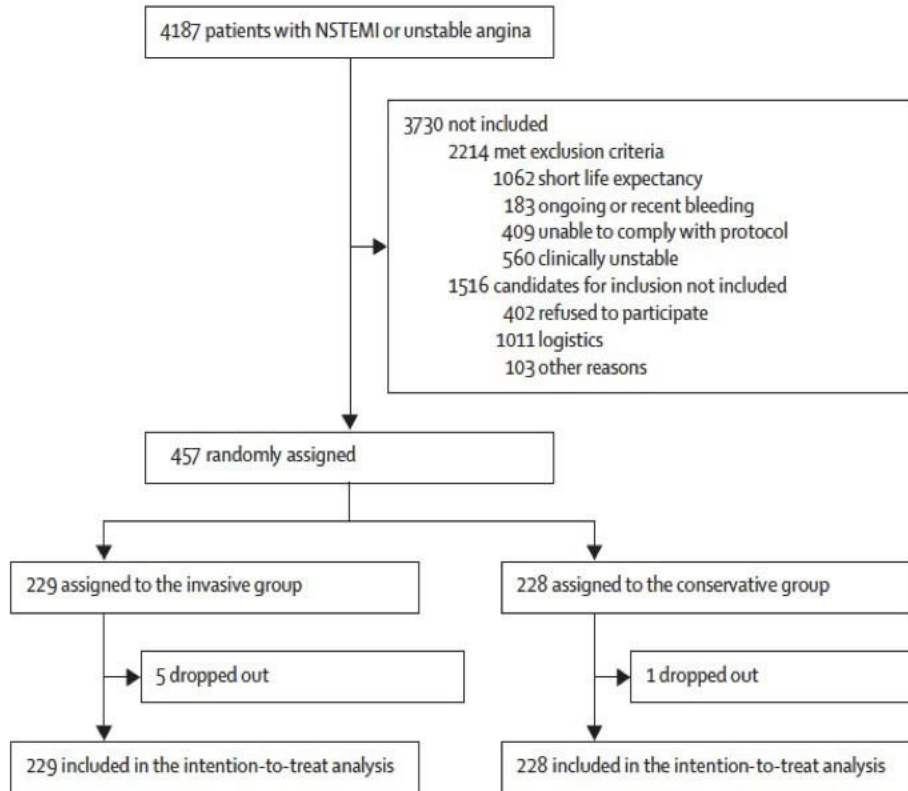 4187 patients with NSTEMI or unstable angina
3730 not included
2214 met exclusion criteria
1062 short life expectancy
183 ongoing or recent bleeding
409 unable to comply with protocol
560 clinically unstable
1516 candidates for inclusion not included
402 refused to participate
1011 logistics
103 other reasons
457 randomly assigned
229 assigned to the invasive group
228 assigned to the conservative group
5 dropped out
1 dropped out
229 included in the intention-to-treat analysis
228 included in the intention-to-treat analysis